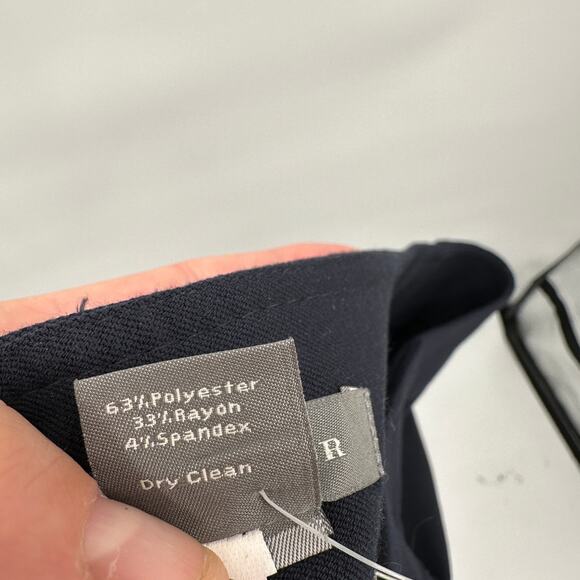 63% Polyester
33% Rayon
4% Spandex
Dry Clean
R